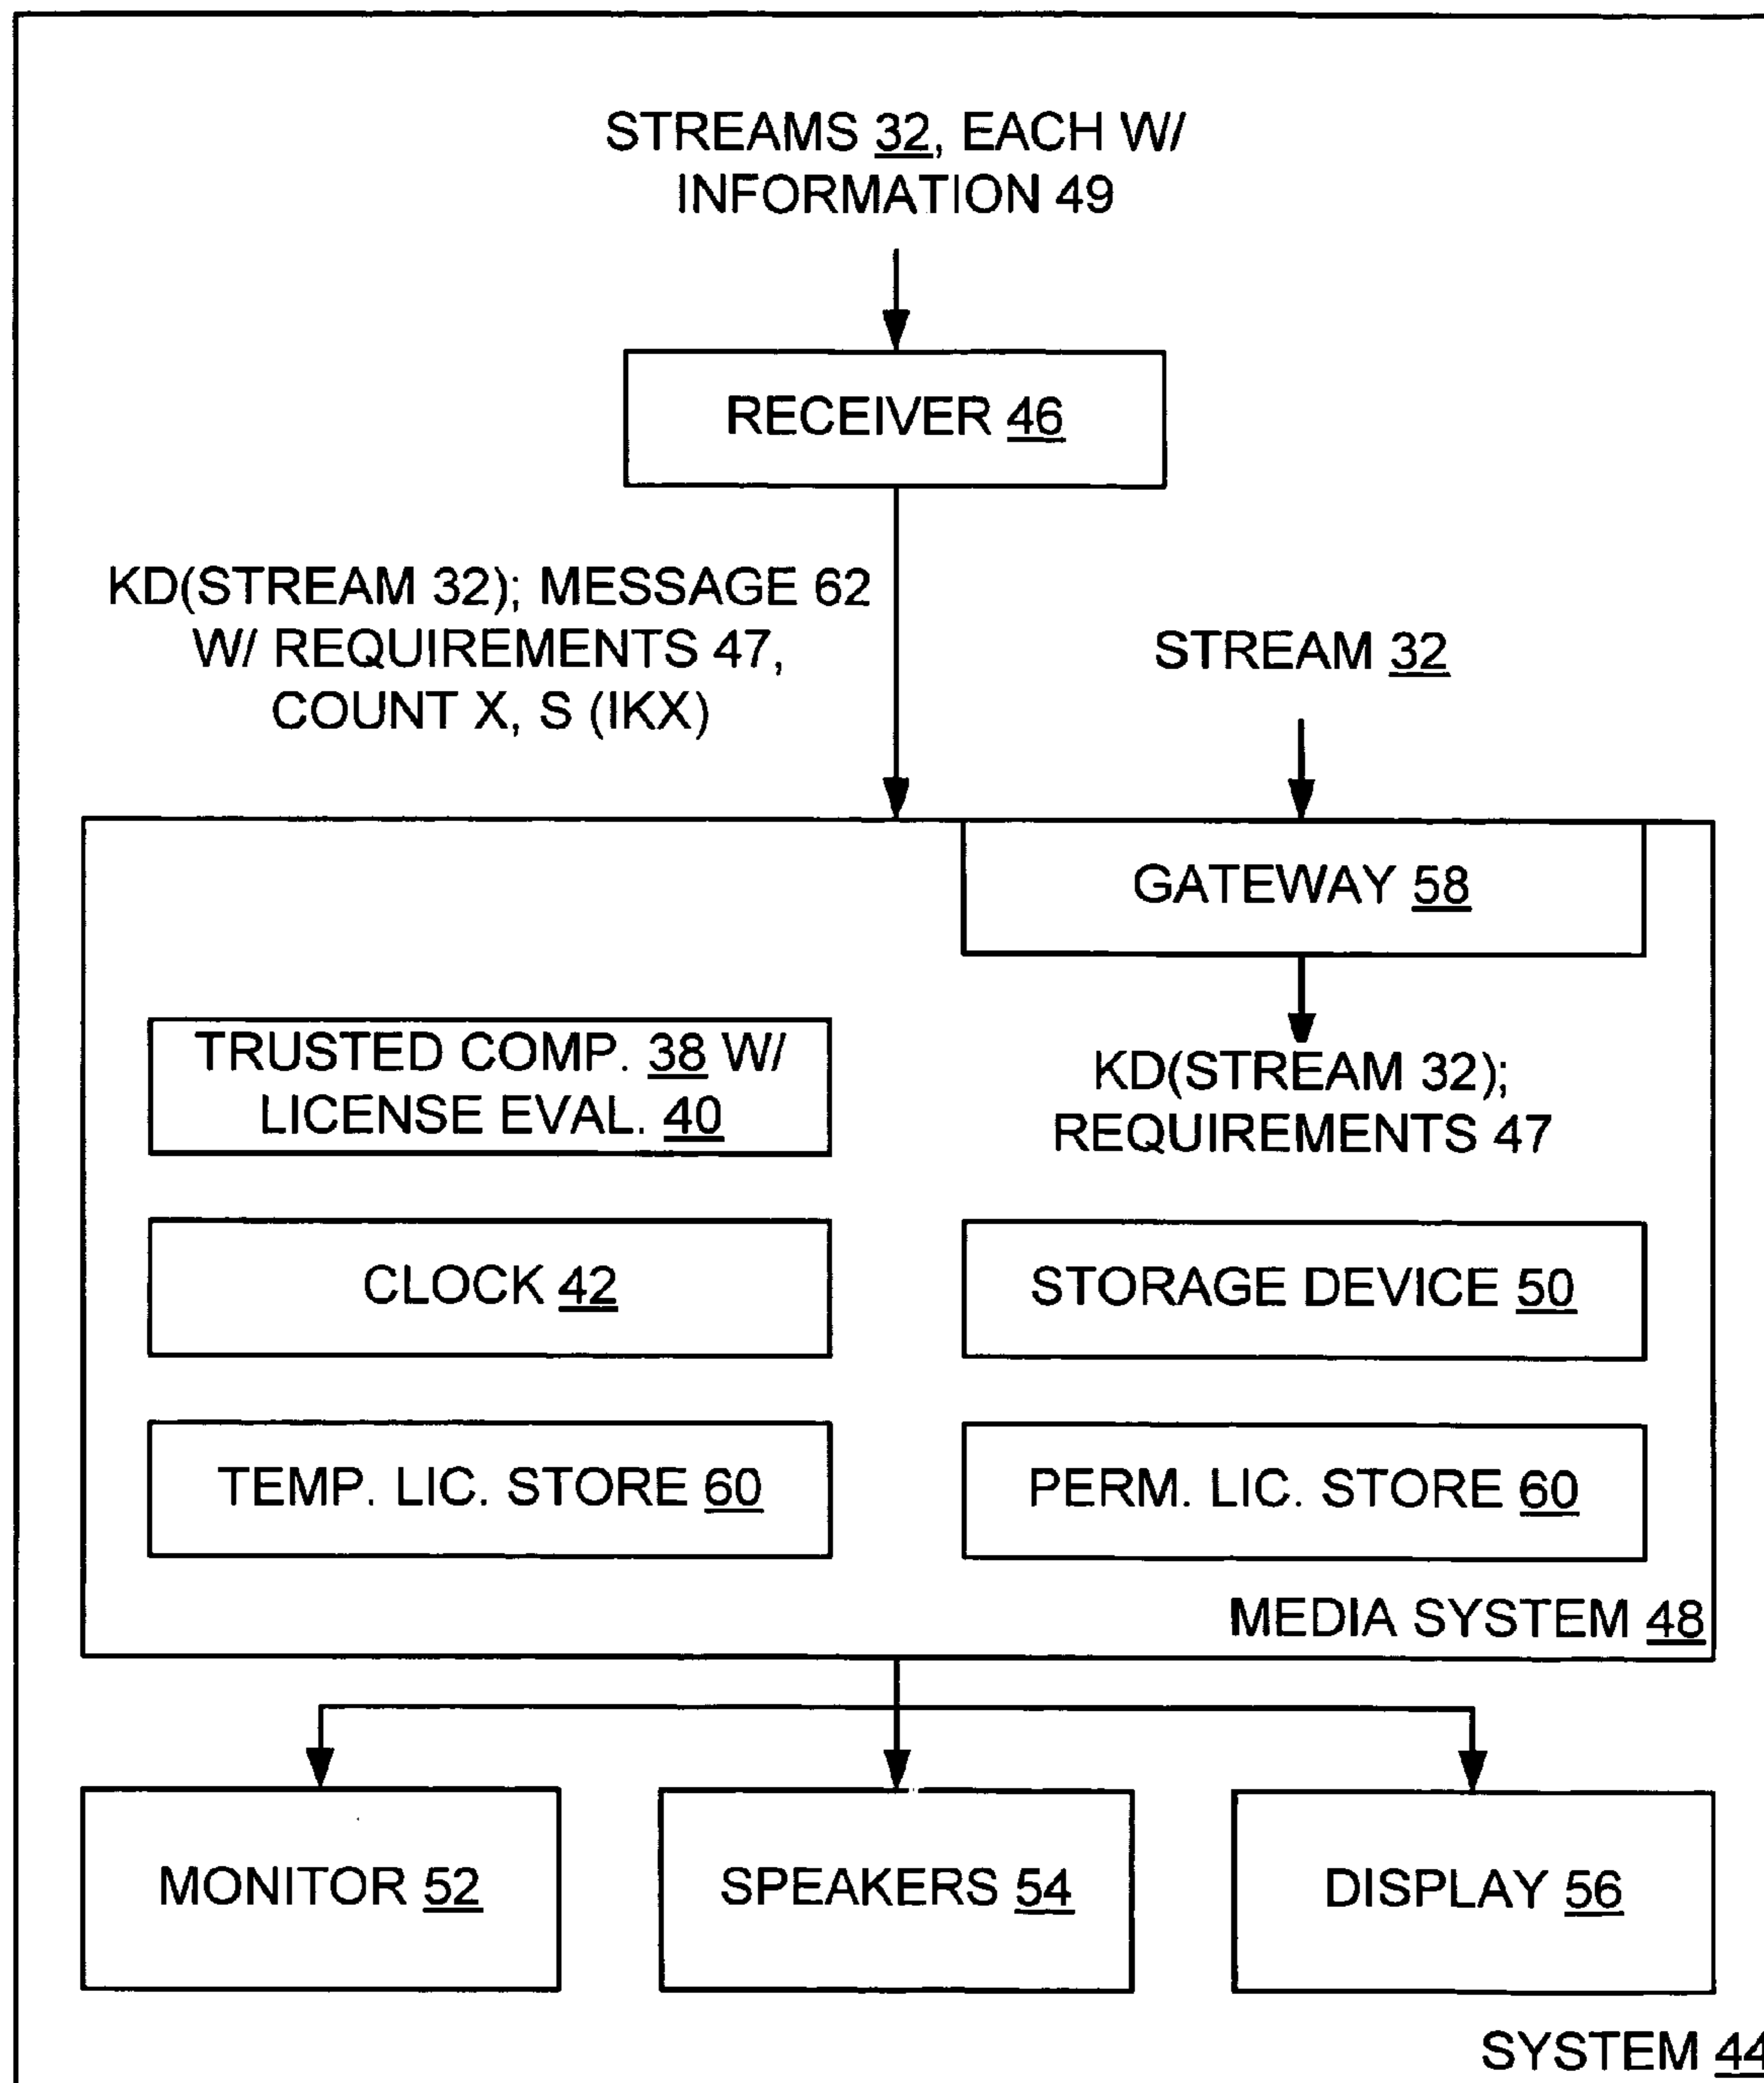 STREAMS 32, EACH W/
INFORMATION 49
RECEIVER 46
KD(STREAM 32); MESSAGE 62
W/ REQUIREMENTS 47,
COUNT X, S (IKX)
STREAM 32
GATEWAY 58
TRUSTED COMP. 38 W/
LICENSE EVAL. 40
KD(STREAM 32);
REQUIREMENTS 47
CLOCK 42
STORAGE DEVICE 50
TEMP. LIC. STORE 60
PERM. LIC. STORE 60
MEDIA SYSTEM 48
MONITOR 52
SPEAKERS 54
DISPLAY 56
SYSTEM 44